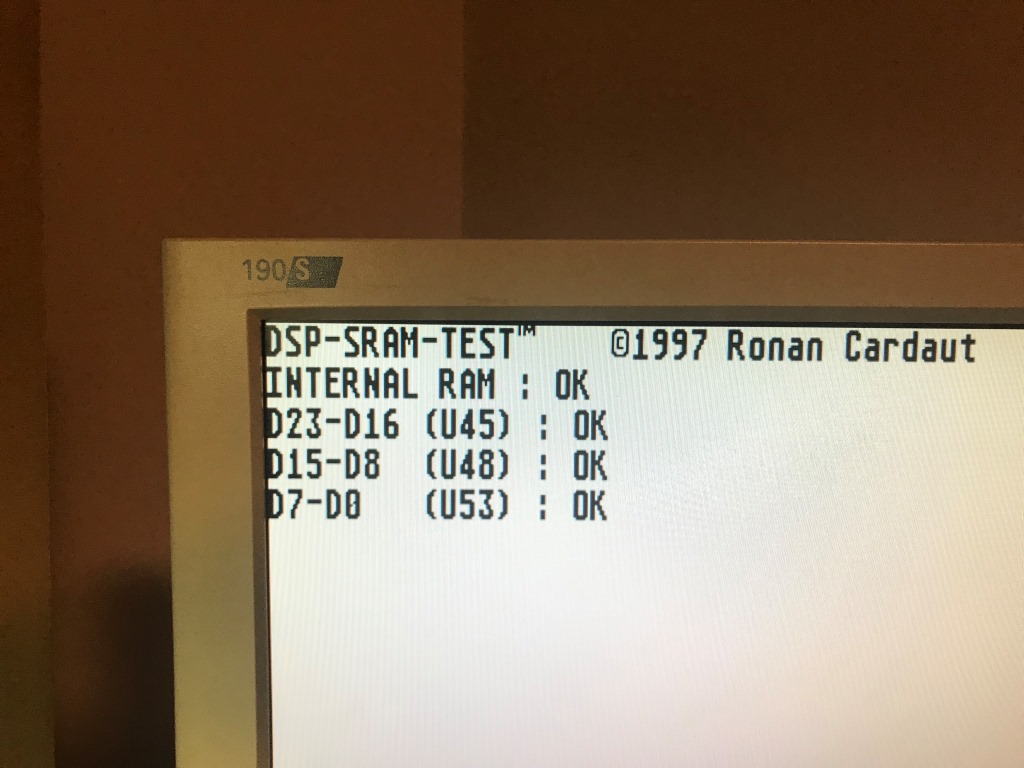 190S
DSP-SRAM-TEST™ ©1997 Ronan Cardaut
INTERNAL RAM : OK
D23-D16 (U45) : OK
D15-D8 (U48) : OK
D7-D0 (U53) : OK